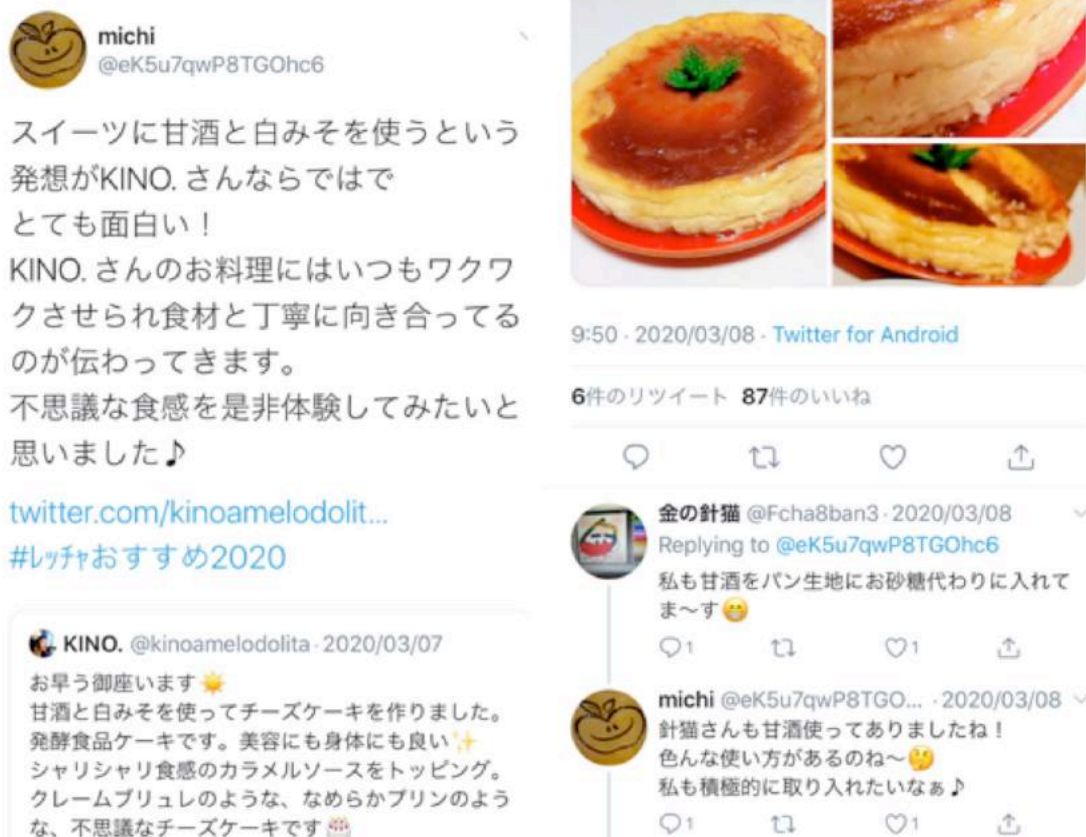 michi
@eK5u7qwP8TGOhc6
スイーツに甘酒と白みそを使うという
発想がKINO. さんならではで
とても面白い！
KINO. さんのお料理にはいつもワクワ
クさせられ食材と丁寧に向き合ってる
のが伝わってきます。
不思議な食感を是非体験してみたいと
思いました♪
twitter.com/kinoamelodolit...
#ﾚｯﾁｬおすすめ2020
KINO. @kinoamelodolita · 2020/03/07
お早う御座います☀️
甘酒と白みそを使ってチーズケーキを作りました。
発酵食品ケーキです。美容にも身体にも良い✨
シャリシャリ食感のカラメルソースをトッピング。
クレームブリュレのような、なめらかプリンのよう
な、不思議なチーズケーキです🎂
9:50 · 2020/03/08 · Twitter for Android
6件のリツイート 87件のいいね
金の針猫 @Fcha8ban3 · 2020/03/08
Replying to @eK5u7qwP8TGOhc6
私も甘酒をパン生地にお砂糖代わりに入れて
ま〜す😁
1 1
michi @eK5u7qwP8TGO... · 2020/03/08
針猫さんも甘酒使ってありましたね！
色んな使い方があるのね〜🤔
私も積極的に取り入れたいなぁ♪
1 1